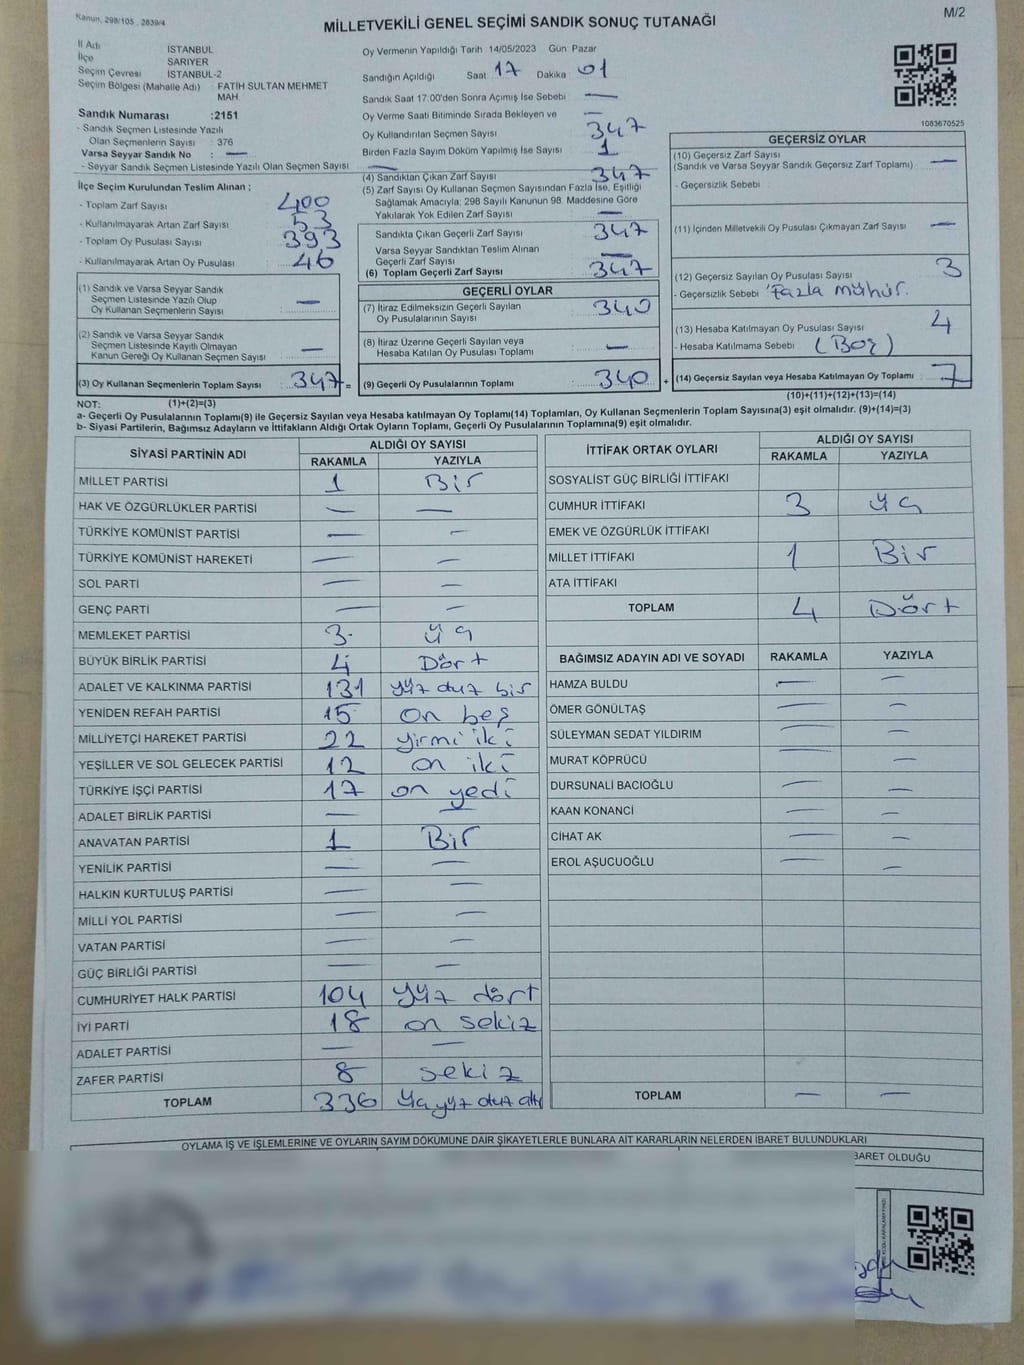 Kanun, 298/105 , 2839/4
M/2
MİLLETVEKİLİ GENEL SEÇİMİ SANDIK SONUÇ TUTANAĞI
İl Adı İSTANBUL
İlçe SARIYER
Seçim Çevresi İSTANBUL-2
Seçim Bölgesi (Mahalle Adı) : FATİH SULTAN MEHMET
MAH.
Sandık Numarası :2151
- Sandık Seçmen Listesinde Yazılı
Olan Seçmenlerin Sayısı : 376
Varsa Seyyar Sandık No : —
- Seyyar Sandık Seçmen Listesinde Yazılı Olan Seçmen Sayısı —
İlçe Seçim Kurulundan Teslim Alınan ;
- Toplam Zarf Sayısı 400
- Kullanılmayarak Artan Zarf Sayısı 53
- Toplam Oy Pusulası Sayısı 393
- Kullanılmayarak Artan Oy Pusulası 46
(1) Sandık ve Varsa Seyyar Sandık
Seçmen Listesinde Yazılı Olup
Oy Kullanan Seçmenlerin Sayısı : —
(2) Sandık ve Varsa Seyyar Sandık
Seçmen Listesinde Kayıtlı Olmayan
Kanun Gereği Oy Kullanan Seçmen Sayısı : —
(3) Oy Kullanan Seçmenlerin Toplam Sayısı : 347 =
Oy Vermenin Yapıldığı Tarih 14/05/2023 Gün Pazar
Sandığın Açıldığı Saat 17 Dakika 01
Sandık Saat 17:00'den Sonra Açımış İse Sebebi —
Oy Verme Saati Bitiminde Sırada Bekleyen ve —
Oy Kullandırılan Seçmen Sayısı 347
Birden Fazla Sayım Döküm Yapılmış İse Sayısı 1
(4) Sandıktan Çıkan Zarf Sayısı 347
(5) Zarf Sayısı Oy Kullanan Seçmen Sayısından Fazla İse, Eşitliği
Sağlamak Amacıyla; 298 Sayılı Kanunun 98. Maddesine Göre
Yakılarak Yok Edilen Zarf Sayısı —
Sandıkta Çıkan Geçerli Zarf Sayısı 347
Varsa Seyyar Sandıktan Teslim Alınan
Geçerli Zarf Sayısı —
(6) Toplam Geçerli Zarf Sayısı 347
GEÇERLİ OYLAR
(7) İtiraz Edilmeksizin Geçerli Sayılan
Oy Pusulalarının Sayısı : 340
(8) İtiraz Üzerine Geçerli Sayılan veya
Hesaba Katılan Oy Pusulası Toplamı : —
(9) Geçerli Oy Pusulalarının Toplamı : 340 +
1083670525
GEÇERSİZ OYLAR
(10) Geçersiz Zarf Sayısı
(Sandık ve Varsa Seyyar Sandık Geçersiz Zarf Toplamı) —
- Geçersizlik Sebebi
(11) İçinden Milletvekili Oy Pusulası Çıkmayan Zarf Sayısı —
(12) Geçersiz Sayılan Oy Pusulası Sayısı 3
- Geçersizlik Sebebi Fazla mühür.
(13) Hesaba Katılmayan Oy Pusulası Sayısı 4
- Hesaba Katılmama Sebebi (Boş)
(14) Geçersiz Sayılan veya Hesaba Katılmayan Oy Toplamı : 7
NOT: (1)+(2)=(3) (10)+(11)+(12)+(13)=(14)
a- Geçerli Oy Pusulalarının Toplamı(9) ile Geçersiz Sayılan veya Hesaba katılmayan Oy Toplamı(14) Toplamları, Oy Kullanan Seçmenlerin Toplam Sayısına(3) eşit olmalıdır. (9)+(14)=(3)
b- Siyasi Partilerin, Bağımsız Adayların ve İttifakların Aldığı Ortak Oyların Toplamı, Geçerli Oy Pusulalarının Toplamına(9) eşit olmalıdır.
SİYASİ PARTİNİN ADI ALDIĞI OY SAYISI
RAKAMLA YAZIYLA
MİLLET PARTİSI 1 Bir
HAK VE ÖZGÜRLÜKLER PARTİSİ — —
TÜRKİYE KOMÜNİST PARTİSİ — —
TÜRKİYE KOMÜNİST HAREKETİ — —
SOL PARTİ — —
GENÇ PARTİ — —
MEMLEKET PARTİSİ 3 üç
BÜYÜK BİRLİK PARTİSİ 4 Dört
ADALET VE KALKINMA PARTİSİ 131 yüz otuz bir
YENİDEN REFAH PARTİSİ 15 on beş
MİLLİYETÇİ HAREKET PARTİSİ 22 yirmi iki
YEŞİLLER VE SOL GELECEK PARTİSİ 12 on iki
TÜRKİYE İŞÇİ PARTİSİ 17 on yedi
ADALET BİRLİK PARTİSİ — —
ANAVATAN PARTİSİ 1 Bir
YENİLİK PARTİSİ — —
HALKIN KURTULUŞ PARTİSİ — —
MİLLİ YOL PARTİSİ — —
VATAN PARTİSİ — —
GÜÇ BİRLİĞİ PARTİSİ — —
CUMHURİYET HALK PARTİSİ 104 yüz dört
İYİ PARTİ 18 on sekiz
ADALET PARTİSİ — —
ZAFER PARTİSİ 8 sekiz
TOPLAM 336 üçyüz otuz altı
İTTİFAK ORTAK OYLARI ALDIĞI OY SAYISI
RAKAMLA YAZIYLA
SOSYALİST GÜÇ BİRLİĞİ İTTİFAKI
CUMHUR İTTİFAKI 3 üç
EMEK VE ÖZGÜRLÜK İTTİFAKI
MİLLET İTTİFAKI 1 Bir
ATA İTTİFAKI
TOPLAM 4 Dört
BAĞIMSIZ ADAYIN ADI VE SOYADI RAKAMLA YAZIYLA
HAMZA BULDU — —
ÖMER GÖNÜLTAŞ — —
SÜLEYMAN SEDAT YILDIRIM — —
MURAT KÖPRÜCÜ — —
DURSUNALİ BACIOĞLU — —
KAAN KONANCİ — —
CİHAT AK — —
EROL AŞUCUOĞLU — —
TOPLAM — —
OYLAMA İŞ VE İŞLEMLERİNE VE OYLARIN SAYIM DÖKÜMÜNE DAİR ŞİKAYETLERLE BUNLARA AİT KARARLARIN NELERDEN İBARET BULUNDUKLARI
BARET OLDUĞU